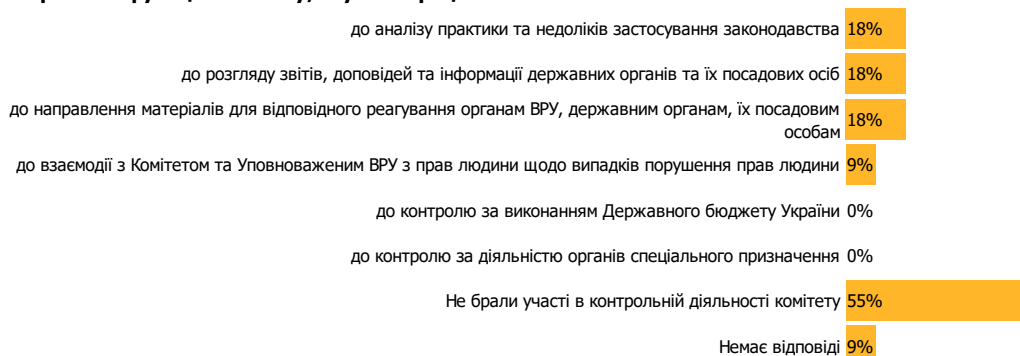 до аналізу практики та недоліків застосування законодавства 18%
до розгляду звітів, доповідей та інформації державних органів та їх посадових осіб 18%
до направлення матеріалів для відповідного реагування органам ВРУ, державним органам, їх посадовим
особам 18%
до взаємодії з Комітетом та Уповноваженим ВРУ з прав людини щодо випадків порушення прав людини 9%
до контролю за виконанням Державного бюджету України 0%
до контролю за діяльністю органів спеціального призначення 0%
Не брали участі в контрольній діяльності комітету 55%
Немає відповіді 9%